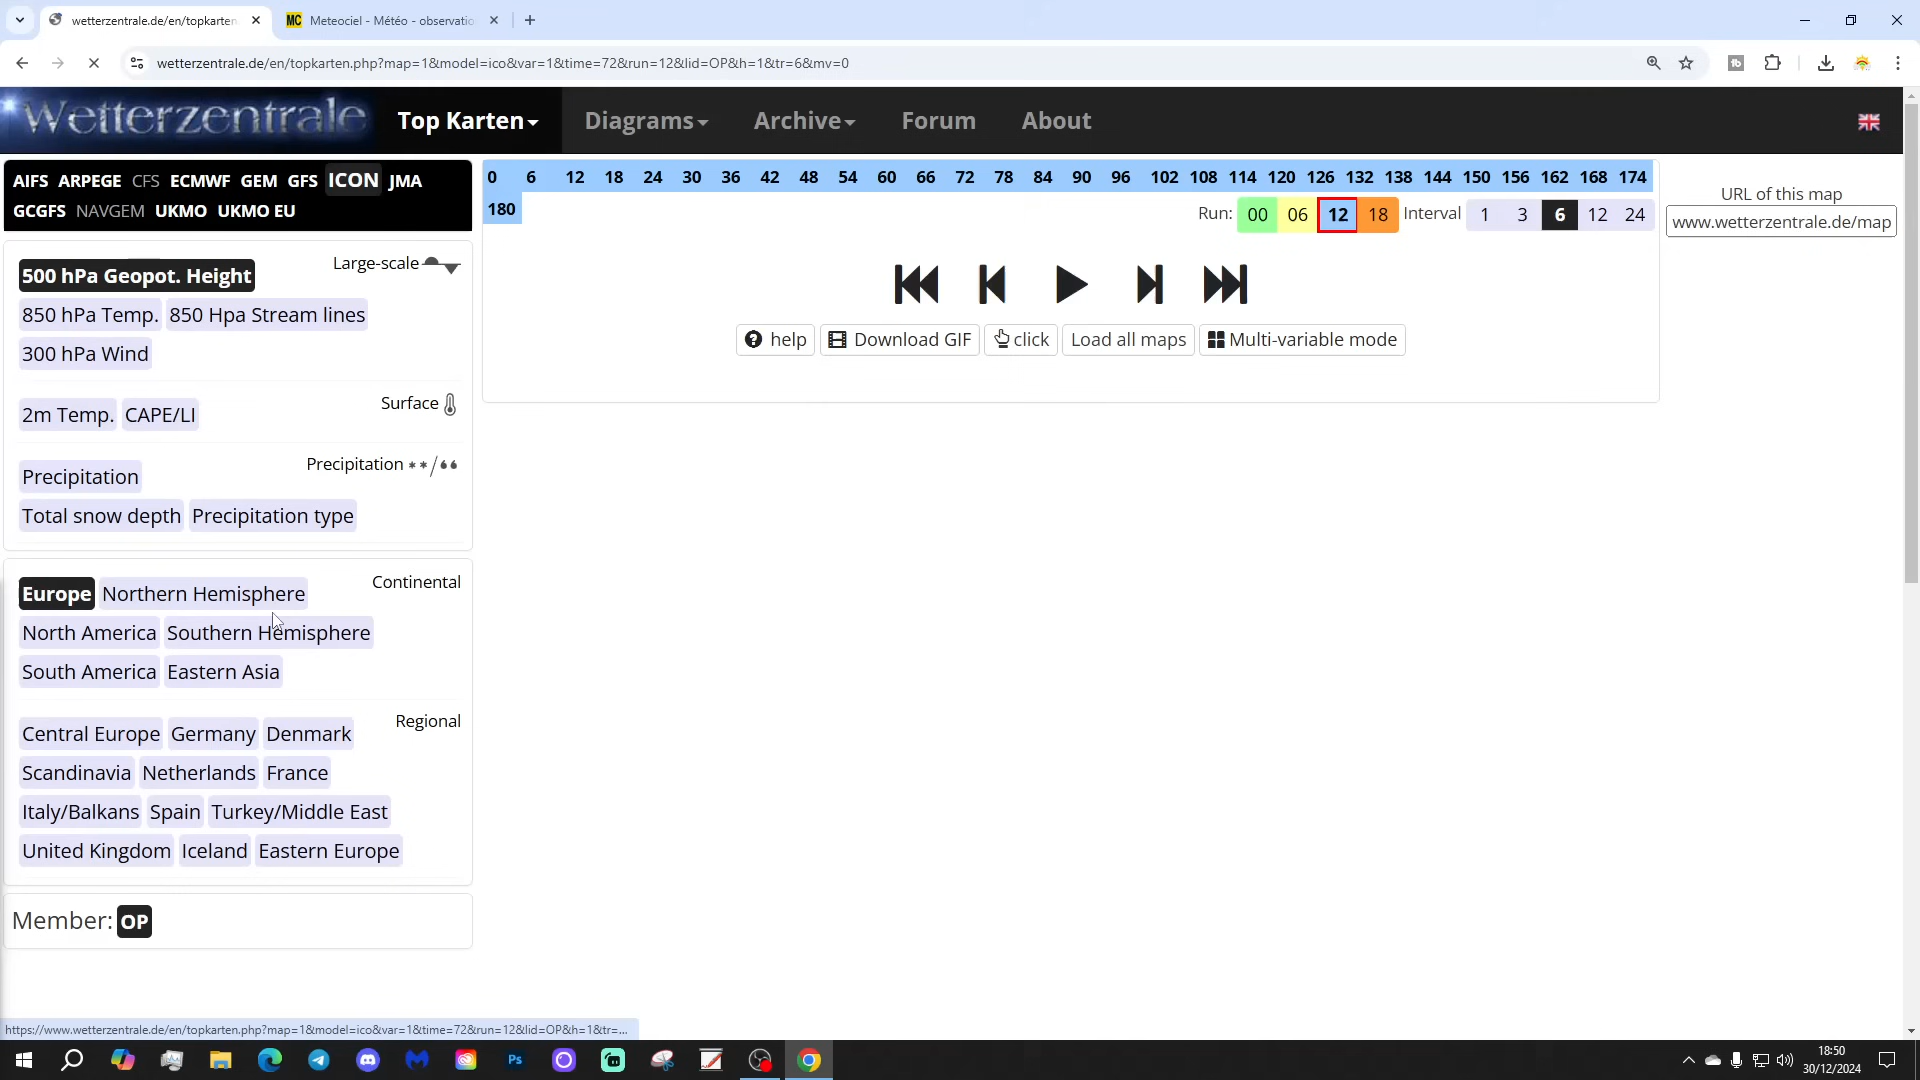 wetterzentrale.de/en/topkarten
Meteociel - Météo - observatio
wetterzentrale.de/en/topkarten.php?map=1&model=ico&var=1&time=72&run=12&lid=OP&h=1&tr=6&mv=0
Wetterzentrale Top Karten Diagrams Archive Forum About
AIFS ARPEGE CFS ECMWF GEM GFS ICON JMA
GCGFS NAVGEM UKMO UKMO EU
0 6 12 18 24 30 36 42 48 54 60 66 72 78 84 90 96 102 108 114 120 126 132 138 144 150 156 162 168 174
180
Run: 00 06 12 18 Interval 1 3 6 12 24
URL of this map
www.wetterzentrale.de/map
help Download GIF click Load all maps Multi-variable mode
Large-scale
500 hPa Geopot. Height
850 hPa Temp. 850 Hpa Stream lines
300 hPa Wind
Surface
2m Temp. CAPE/LI
Precipitation **/
Precipitation
Total snow depth Precipitation type
Continental
Europe Northern Hemisphere
North America Southern Hemisphere
South America Eastern Asia
Regional
Central Europe Germany Denmark
Scandinavia Netherlands France
Italy/Balkans Spain Turkey/Middle East
United Kingdom Iceland Eastern Europe
Member: OP
https://www.wetterzentrale.de/en/topkarten.php?map=1&model=ico&var=1&time=72&run=12&lid=OP&h=1&tr=...
Ps
18:50
30/12/2024